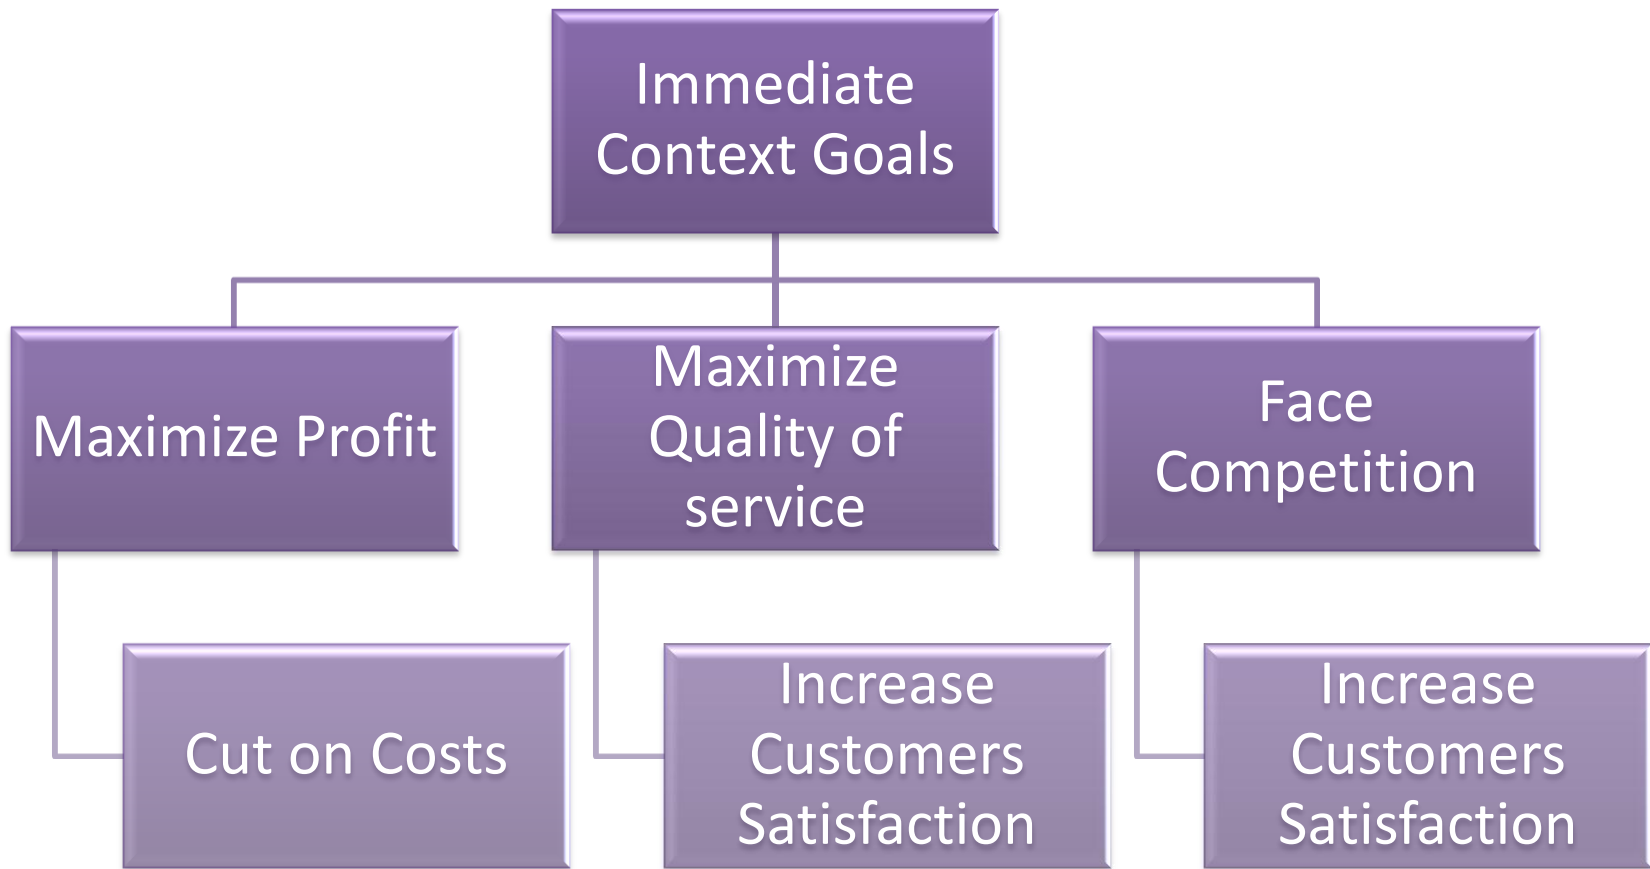 Immediate
Context Goals
Maximize Profit
Maximize
Quality of
service
Face
Competition
Cut on Costs
Increase
Customers
Satisfaction
Increase
Customers
Satisfaction